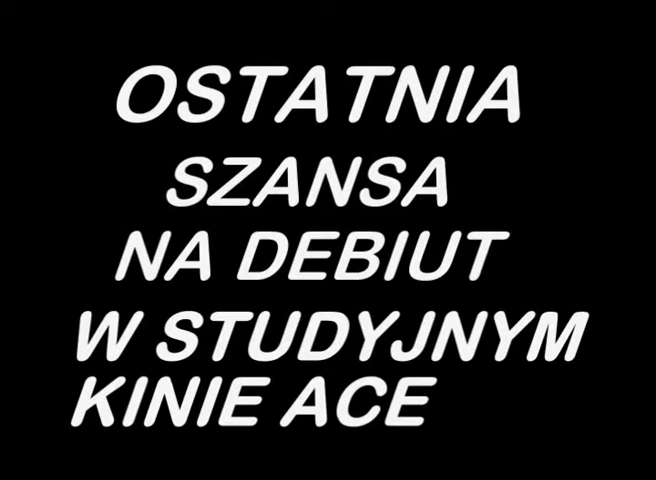 OSTATNIA
SZANSA
NA DEBIUT
W STUDYJNYM
KINIE ACE